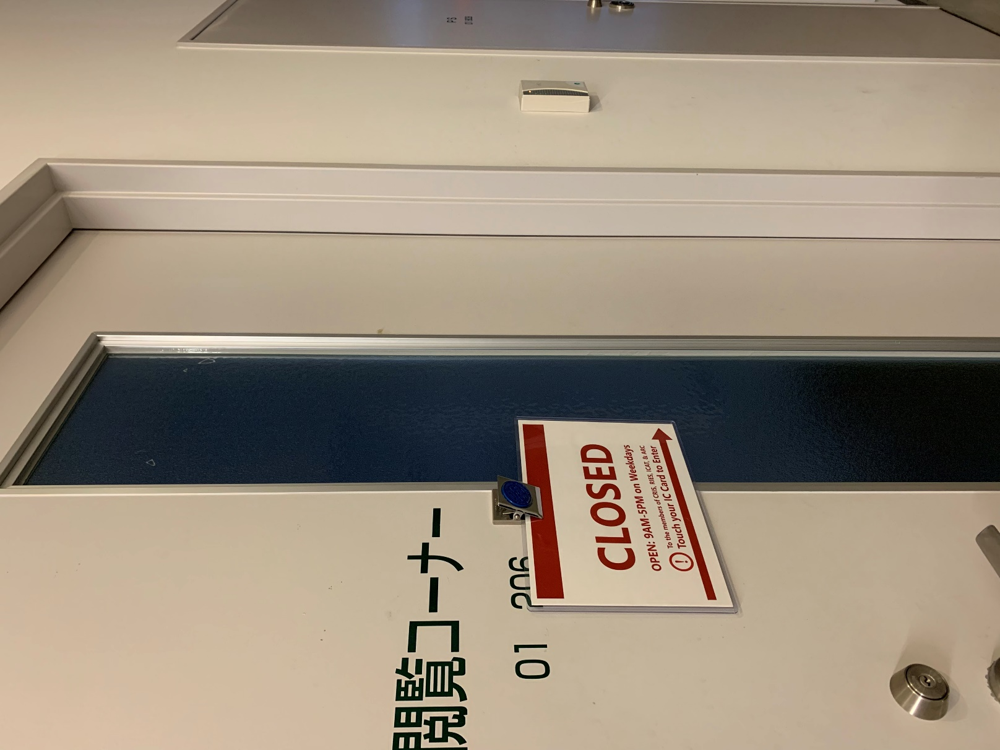 閲覧コーナー
01 206
CLOSED
OPEN: 9AM-5PM on Weekdays
To the members of CRIS, RIES, ICAT, & ARC
Touch your IC Card to Enter
PS